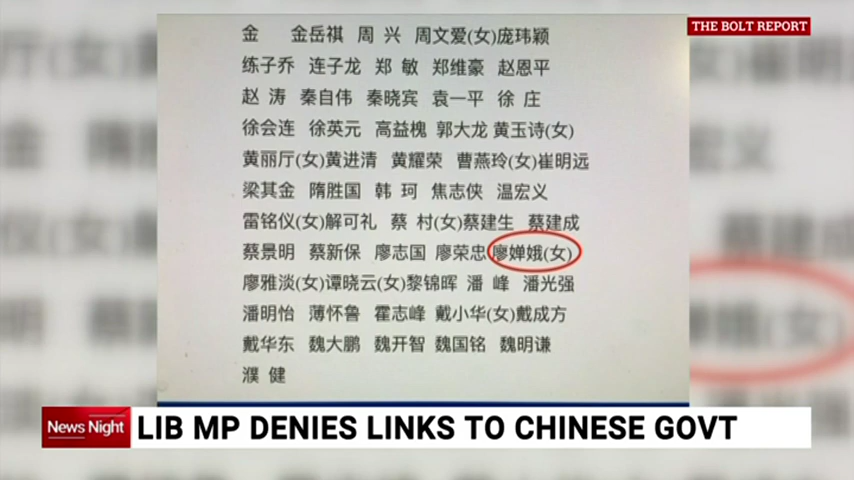 THE BOLT REPORT
金 金岳祺 周 兴 周文爱(女)庞玮颖
练子乔 连子龙 郑 敏 郑维豪 赵恩平
赵 涛 秦自伟 秦晓宾 袁一平 徐 庄
徐会连 徐英元 高益槐 郭大龙 黄玉诗(女)
黄丽厅(女)黄进清 黄耀荣 曹燕玲(女)崔明远
梁其金 隋胜国 韩 珂 焦志侠 温宏义
雷铭仪(女)解可礼 蔡 村(女)蔡建生 蔡建成
蔡景明 蔡新保 廖志国 廖荣忠 廖婵娥(女)
廖雅淡(女)谭晓云(女)黎锦晖 潘 峰 潘光强
潘明怡 薄怀鲁 霍志峰 戴小华(女)戴成方
戴华东 魏大鹏 魏开智 魏国铭 魏明谦
濮 健
News Night LIB MP DENIES LINKS TO CHINESE GOVT